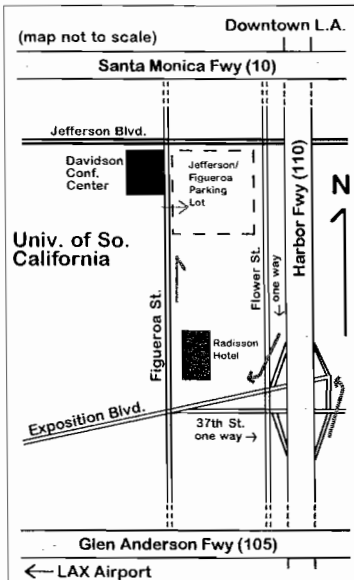 Downtown L.A.
(map not to scale)
Santa Monica Fwy (10)
Jefferson Blvd.
Davidson
Conf.
Center
Jefferson/
Figueroa
Parking
Lot
Harbor Fwy (110)
N
Univ. of So.
California
Figueroa St.
Flower St.
← one way
Radisson
Hotel
Exposition Blvd.
37th St.
one way →
Glen Anderson Fwy (105)
← LAX Airport